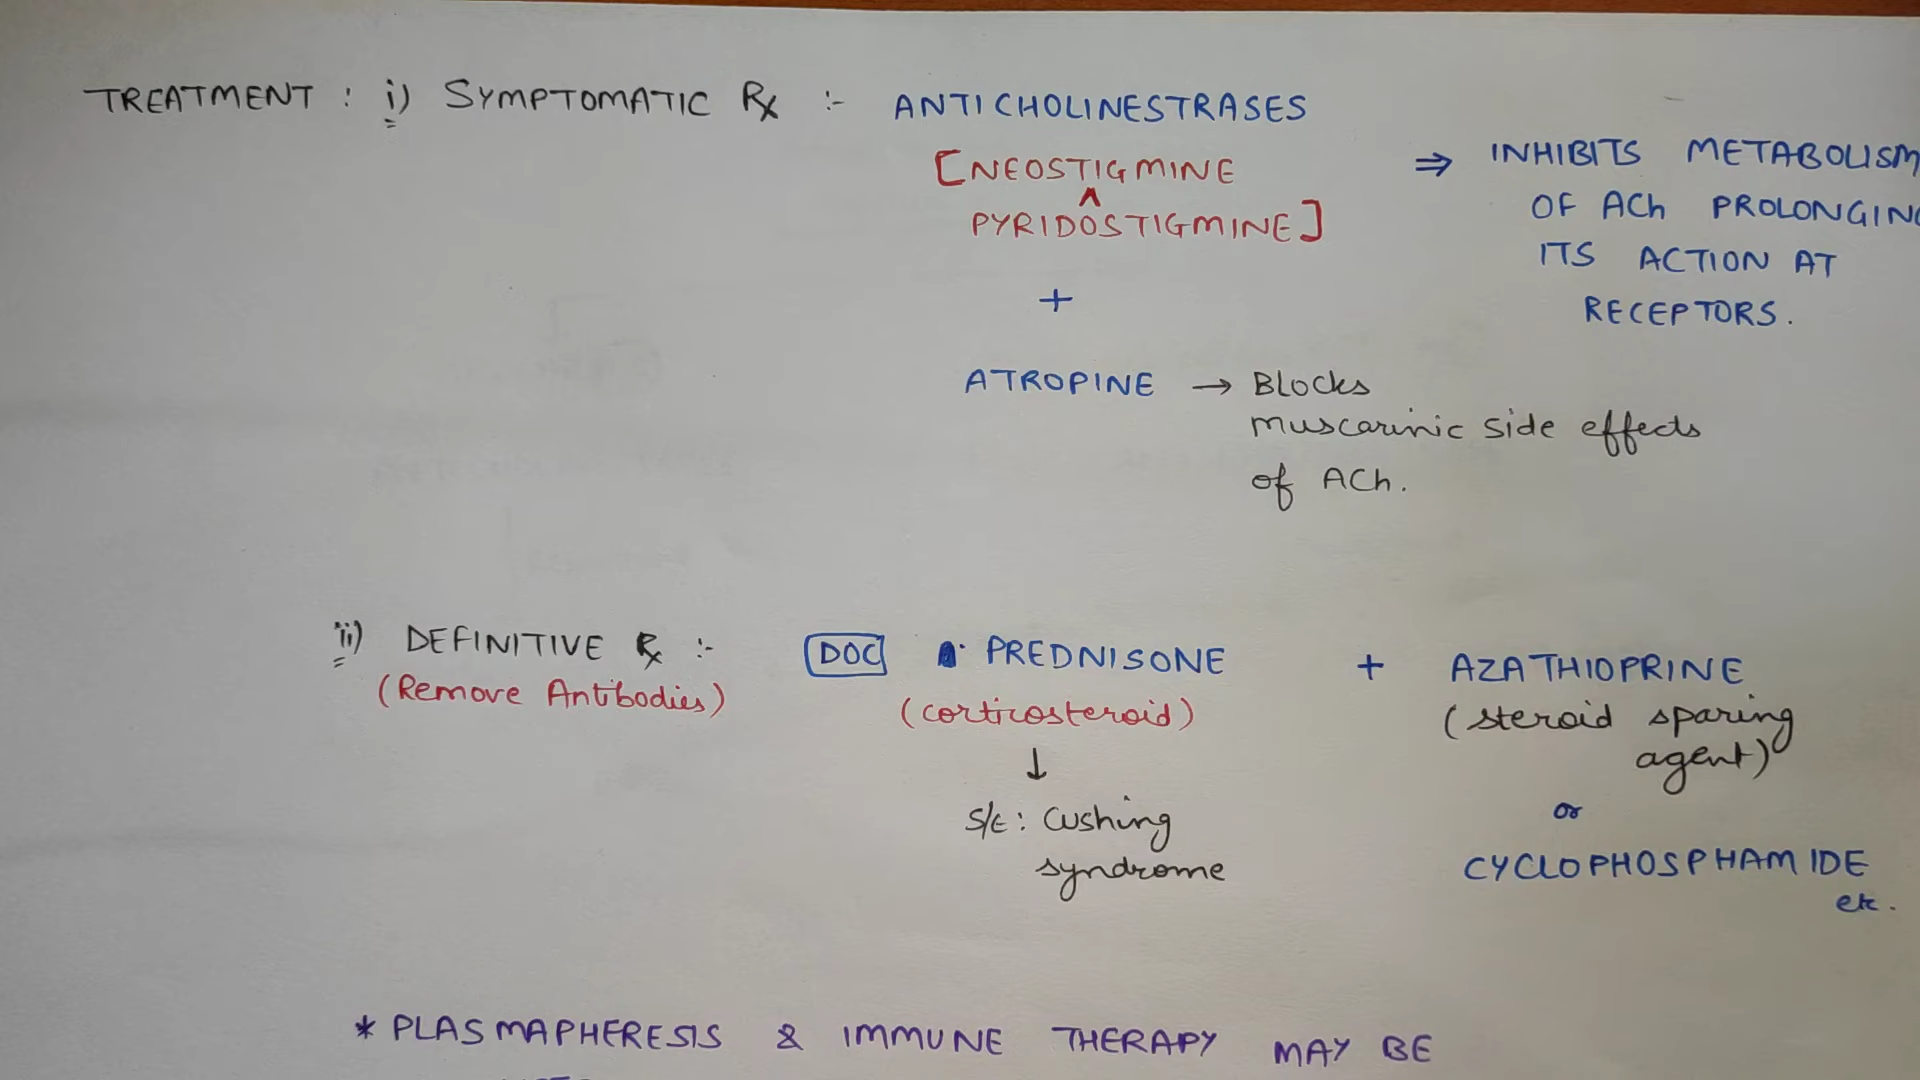 TREATMENT : i) SYMPTOMATIC Rx :- ANTICHOLINESTRASES
[NEOSTIGMINE
^
PYRIDOSTIGMINE]
⇒ INHIBITS METABOLISM
OF ACh PROLONGING
ITS ACTION AT
RECEPTORS.
+
ATROPINE → BLOCKS
muscarinic side effects
of ACh.
ii) DEFINITIVE Rx :- DOC PREDNISONE + AZATHIOPRINE
(Remove Antibodies) (corticosteroid) (steroid sparing
agent)
↓
S/E : Cushing
syndrome
or
CYCLOPHOSPHAMIDE
etc.
* PLASMAPHERESIS & IMMUNE THERAPY MAY BE